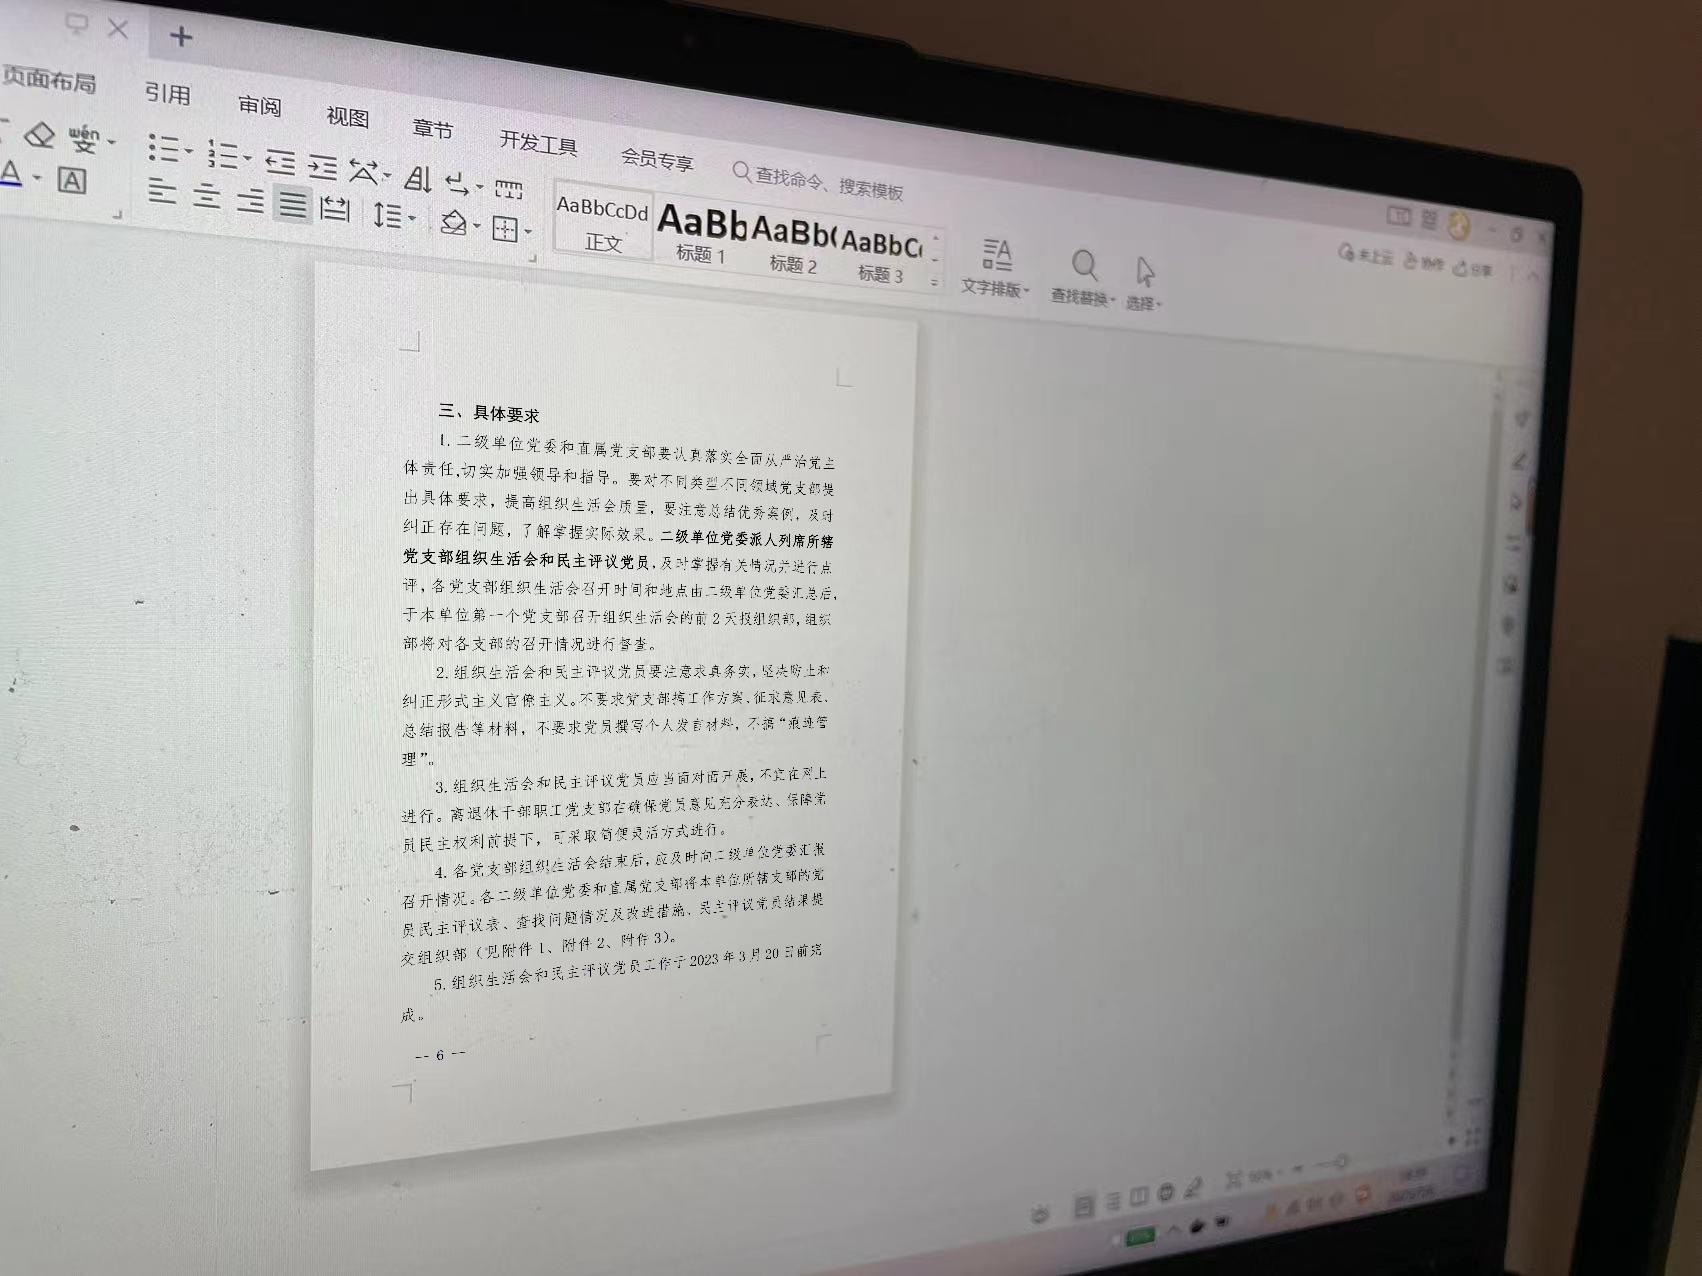 页面布局 引用 审阅 视图 章节 开发工具 会员专享 查找命令、搜索模板
wén
AaBbCcDd AaBb AaBb( AaBbC
正文 标题 1 标题 2 标题 3 文字排版 查找替换 选择
未上云 协作 分享
三、具体要求
1.二级单位党委和直属党支部要认真落实全面从严治党主
体责任,切实加强领导和指导。要对不同类型不同领域党支部提
出具体要求，提高组织生活会质量，要注意总结优秀案例，及时
纠正存在问题，了解掌握实际效果。二级单位党委派人列席所辖
党支部组织生活会和民主评议党员,及时掌握有关情况并进行点
评，各党支部组织生活会召开时间和地点由二级单位党委汇总后,
于本单位第一个党支部召开组织生活会的前2天报组织部,组织
部将对各支部的召开情况进行督查。
2.组织生活会和民主评议党员要注意求真务实,坚决防止和
纠正形式主义官僚主义。不要求党支部搞工作方案、征求意见表、
总结报告等材料，不要求党员撰写个人发言材料，不搞“痕迹管
理”。
3.组织生活会和民主评议党员应当面对面开展,不宜在网上
进行。离退休干部职工党支部在确保党员意见充分表达、保障党
员民主权利前提下，可采取简便灵活方式进行。
4.各党支部组织生活会结束后,应及时向二级单位党委汇报
召开情况。各二级单位党委和直属党支部将本单位所辖支部的党
员民主评议表、查找问题情况及改进措施、民主评议党员结果提
交组织部（见附件1、附件2、附件3）。
5.组织生活会和民主评议党员工作于2023年3月20日前完
成。
-- 6 --